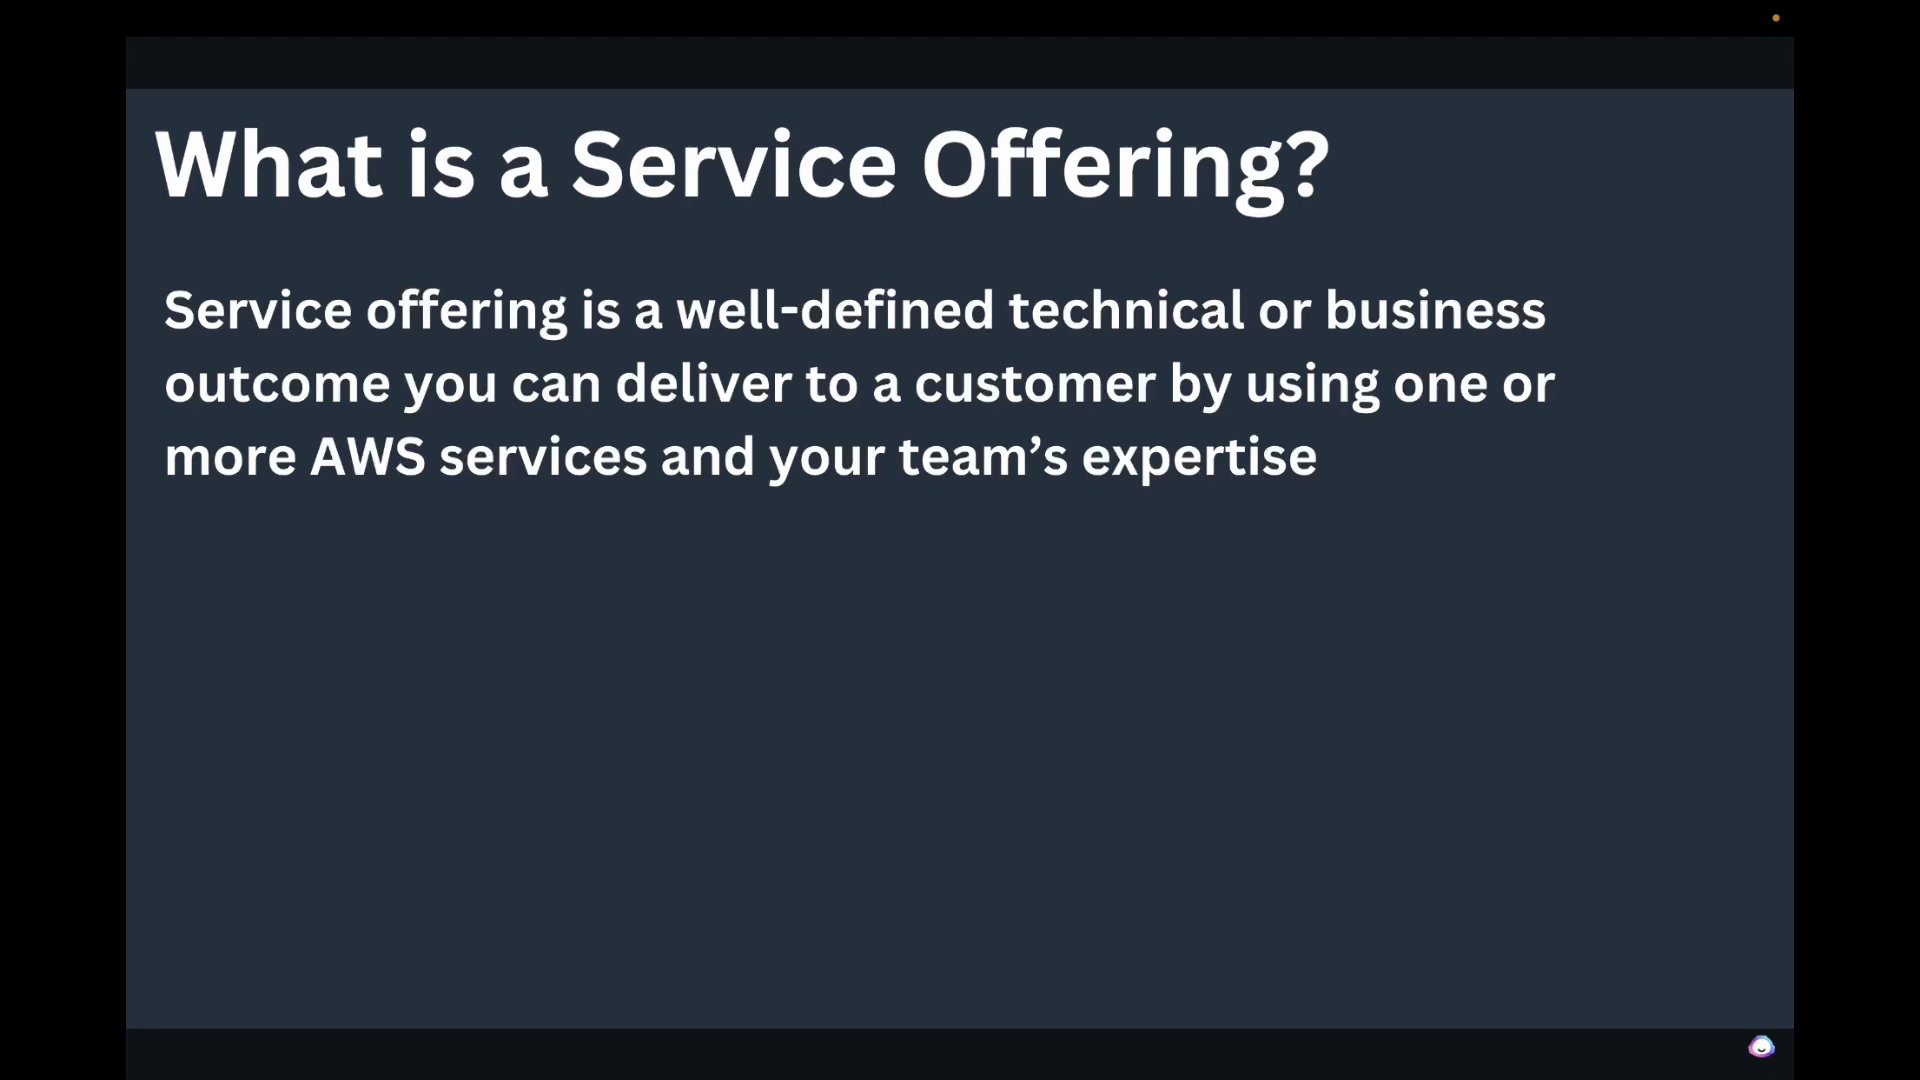 What is a Service Offering?
Service offering is a well-defined technical or business
outcome you can deliver to a customer by using one or
more AWS services and your team’s expertise